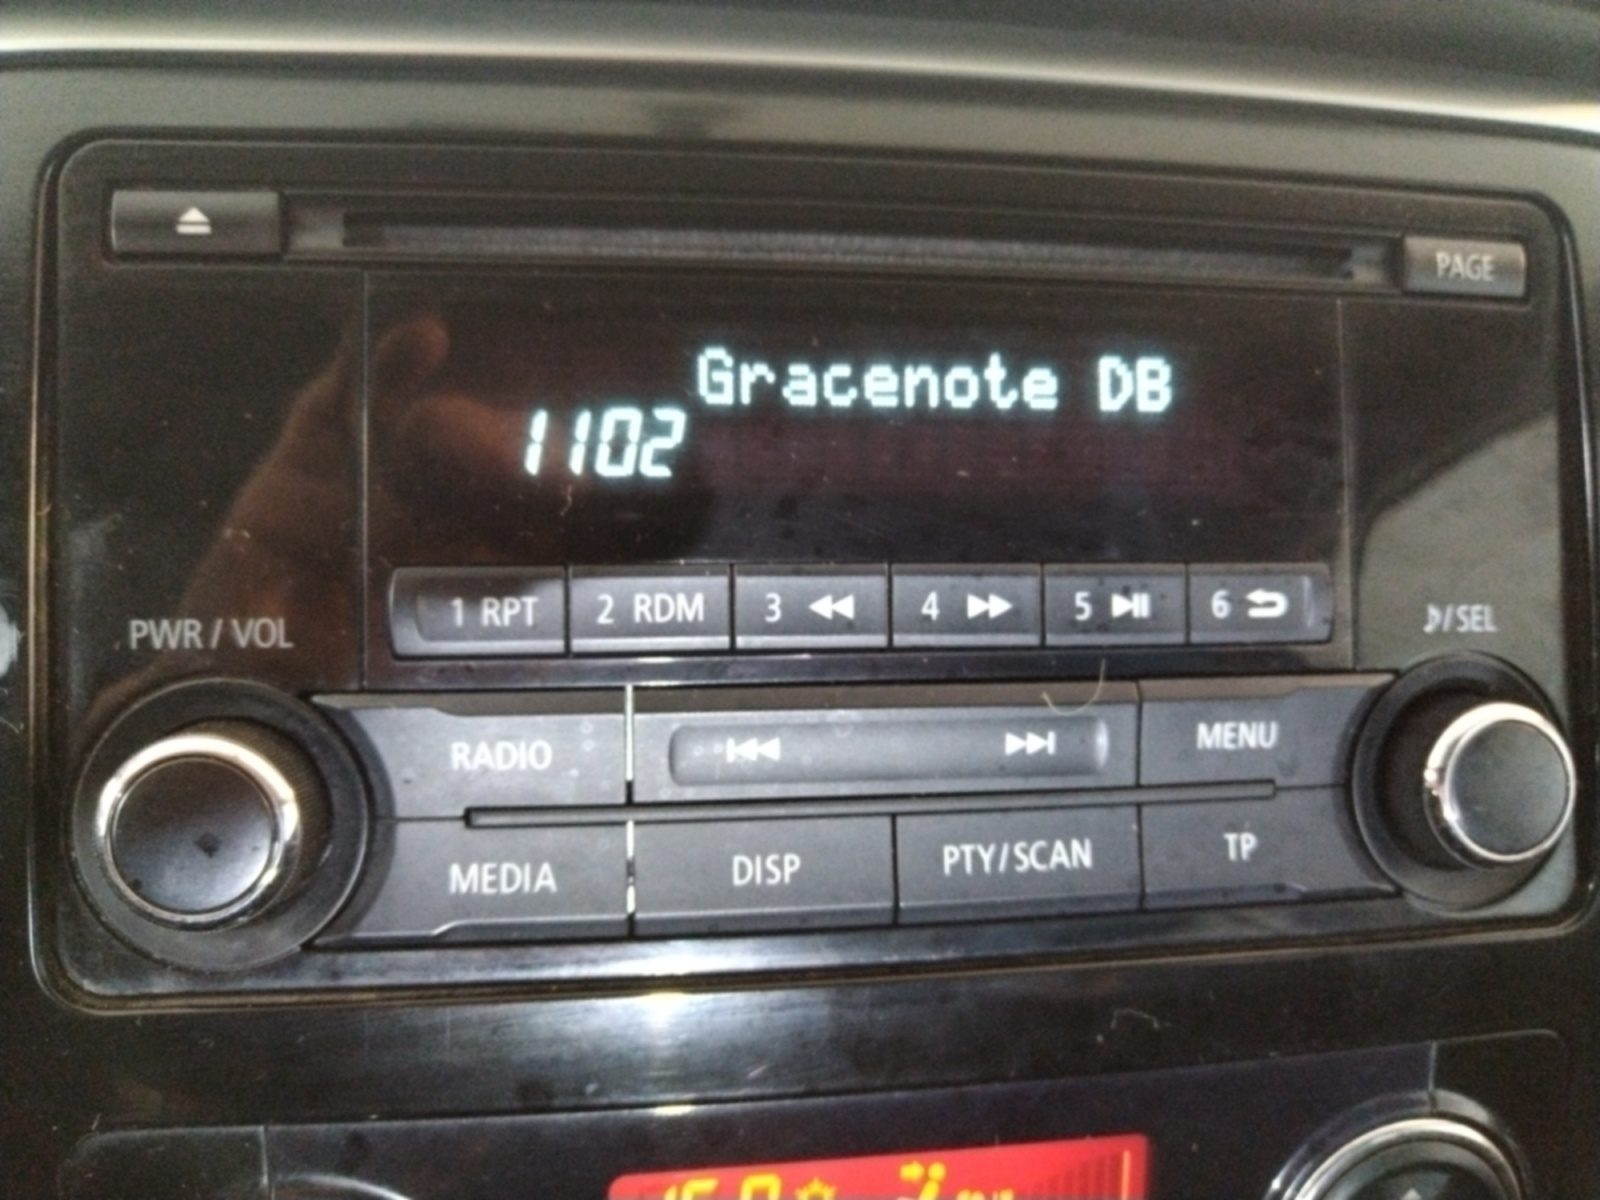 PAGE
Gracenote DB
1102
1 RPT
2 RDM
3
4
5
6
PWR / VOL
/SEL
RADIO
MENU
MEDIA
DISP
PTY/SCAN
TP